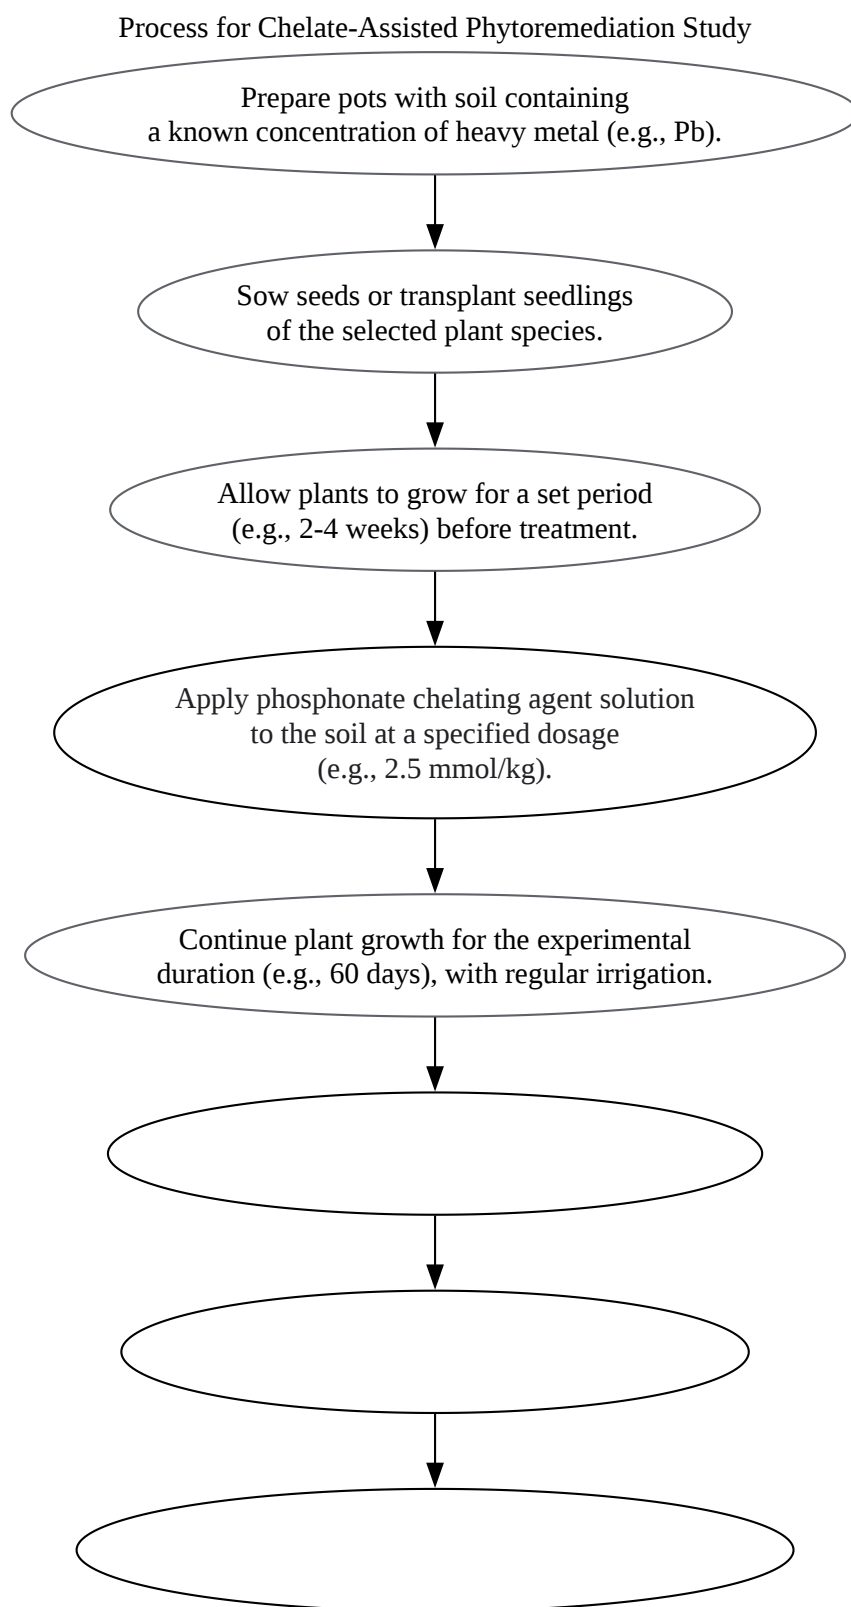 Process for Chelate-Assisted Phytoremediation Study
Prepare pots with soil containing
a known concentration of heavy metal (e.g., Pb).
Sow seeds or transplant seedlings
of the selected plant species.
Allow plants to grow for a set period
(e.g., 2-4 weeks) before treatment.
Apply phosphonate chelating agent solution
to the soil at a specified dosage
(e.g., 2.5 mmol/kg).
Continue plant growth for the experimental
duration (e.g., 60 days), with regular irrigation.